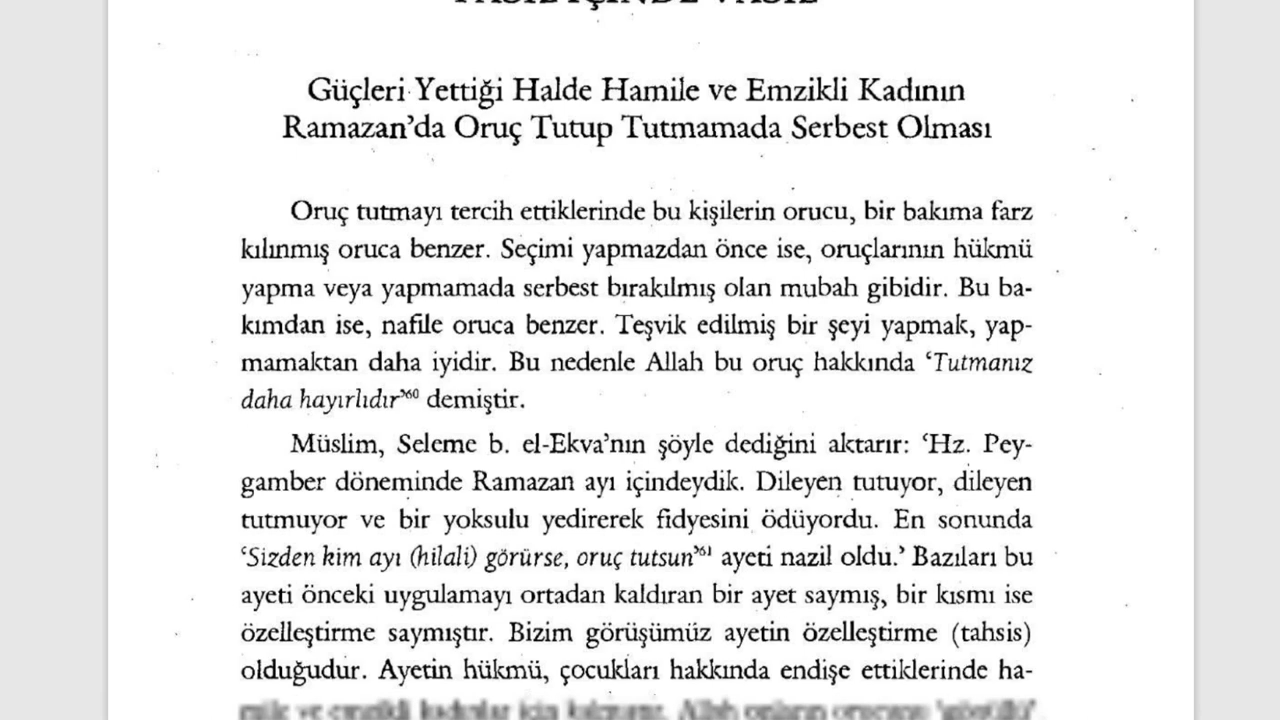 Güçleri Yettiği Halde Hamile ve Emzikli Kadının
Ramazan'da Oruç Tutup Tutmamada Serbest Olması
Oruç tutmayı tercih ettiklerinde bu kişilerin orucu, bir bakıma farz
kılınmış oruca benzer. Seçimi yapmazdan önce ise, oruçlarının hükmü
yapma veya yapmamada serbest bırakılmış olan mubah gibidir. Bu ba-
kımdan ise, nafile oruca benzer. Teşvik edilmiş bir şeyi yapmak, yap-
mamaktan daha iyidir. Bu nedenle Allah bu oruç hakkında ‘Tutmanız
daha hayırlıdır’⁶⁰ demiştir.
Müslim, Seleme b. el-Ekva’nın şöyle dediğini aktarır: ‘Hz. Pey-
gamber döneminde Ramazan ayı içindeydik. Dileyen tutuyor, dileyen
tutmuyor ve bir yoksulu yedirerek fidyesini ödüyordu. En sonunda
‘Sizden kim ayı (hilali) görürse, oruç tutsun’⁶¹ ayeti nazil oldu.’ Bazıları bu
ayeti önceki uygulamayı ortadan kaldıran bir ayet saymış, bir kısmı ise
özelleştirme saymıştır. Bizim görüşümüz ayetin özelleştirme (tahsis)
olduğudur. Ayetin hükmü, çocukları hakkında endişe ettiklerinde ha-